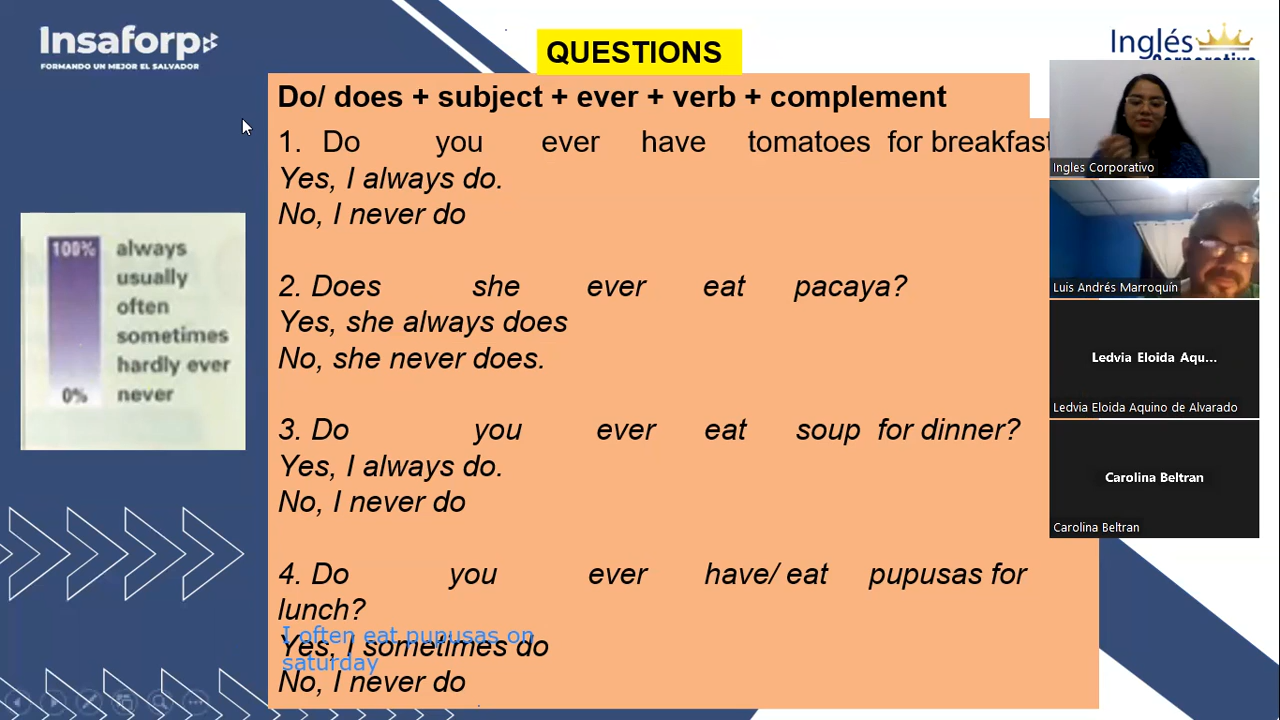 Insaforp
FORMANDO UN MEJOR EL SALVADOR
QUESTIONS
Inglés
Corporativo
Do/ does + subject + ever + verb + complement
1. Do you ever have tomatoes for breakfast
Yes, I always do.
No, I never do
2. Does she ever eat pacaya?
Yes, she always does
No, she never does.
3. Do you ever eat soup for dinner?
Yes, I always do.
No, I never do
4. Do you ever have/ eat pupusas for
lunch?
Yes, I sometimes do
No, I never do
I often eat pupusas on
saturday
100% always
usually
often
sometimes
hardly ever
0% never
Ingles Corporativo
Luis Andrés Marroquín
Ledvia Eloida Aqu...
Ledvia Eloida Aquino de Alvarado
Carolina Beltran
Carolina Beltran